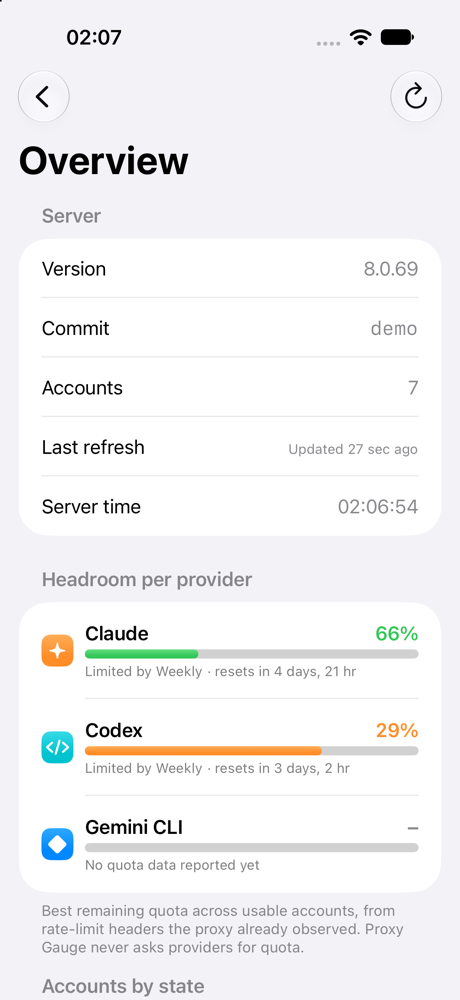 02:07
Overview
Server
Version 8.0.69
Commit demo
Accounts 7
Last refresh Updated 27 sec ago
Server time 02:06:54
Headroom per provider
Claude 66%
Limited by Weekly · resets in 4 days, 21 hr
Codex 29%
Limited by Weekly · resets in 3 days, 2 hr
Gemini CLI –
No quota data reported yet
Best remaining quota across usable accounts, from
rate-limit headers the proxy already observed. Proxy
Gauge never asks providers for quota.
Accounts by state